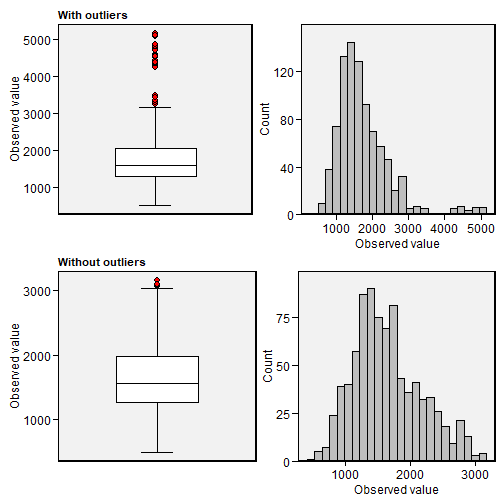 With outliers
Observed value
5000
4000
3000
2000
1000
Count
120
80
40
0
1000 2000 3000 4000 5000
Observed value
Without outliers
Observed value
3000
2000
1000
Count
75
50
25
0
1000 2000 3000
Observed value